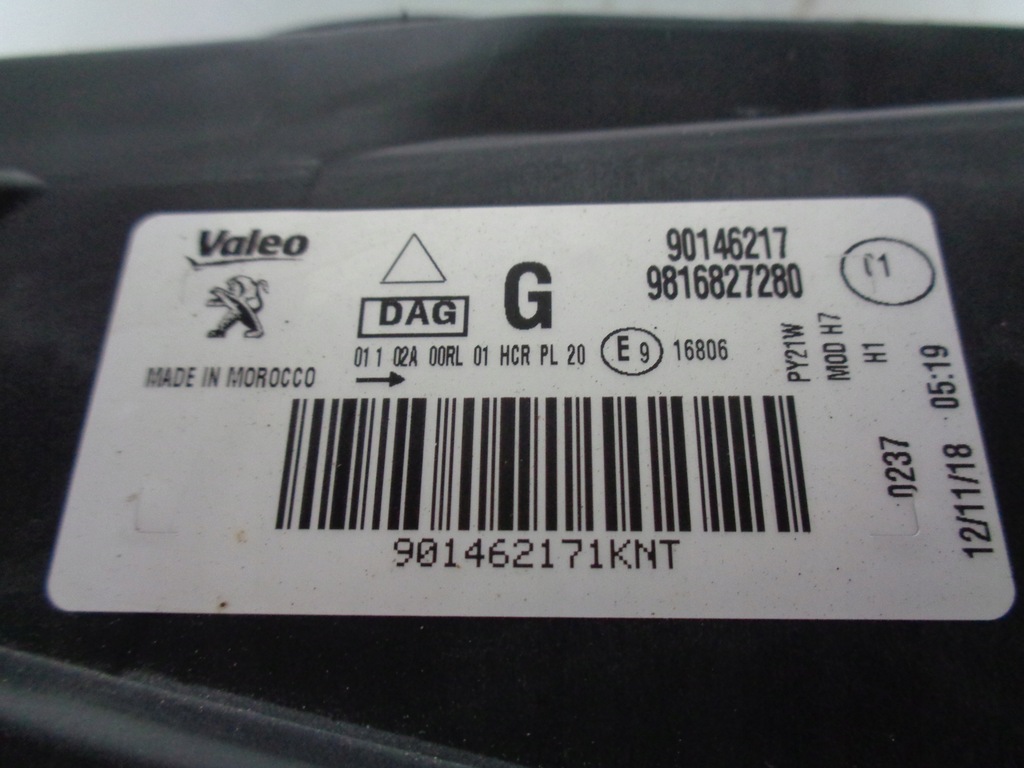 Valeo
DAG
G
90146217
9816827280
01 1 02A 00RL 01 HCR PL 20
E 9 16806
MADE IN MOROCCO
PY21W
MOD H7
H1
0237
12/11/18 05:19
901462171KNT